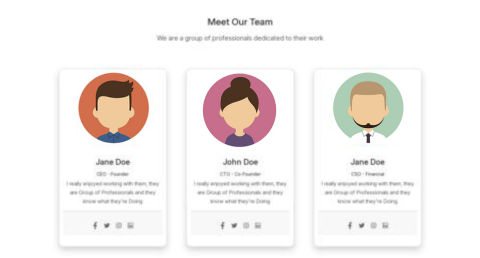 Meet Our Team
We are a group of professionals dedicated to their work
Jane Doe
CEO - Founder
I really enjoyed working with them, they
are Group of Professionals and they
know what they're Doing
John Doe
CTO - Co-Founder
I really enjoyed working with them, they
are Group of Professionals and they
know what they're Doing
Jane Doe
CSO - Financial
I really enjoyed working with them, they
are Group of Professionals and they
know what they're Doing